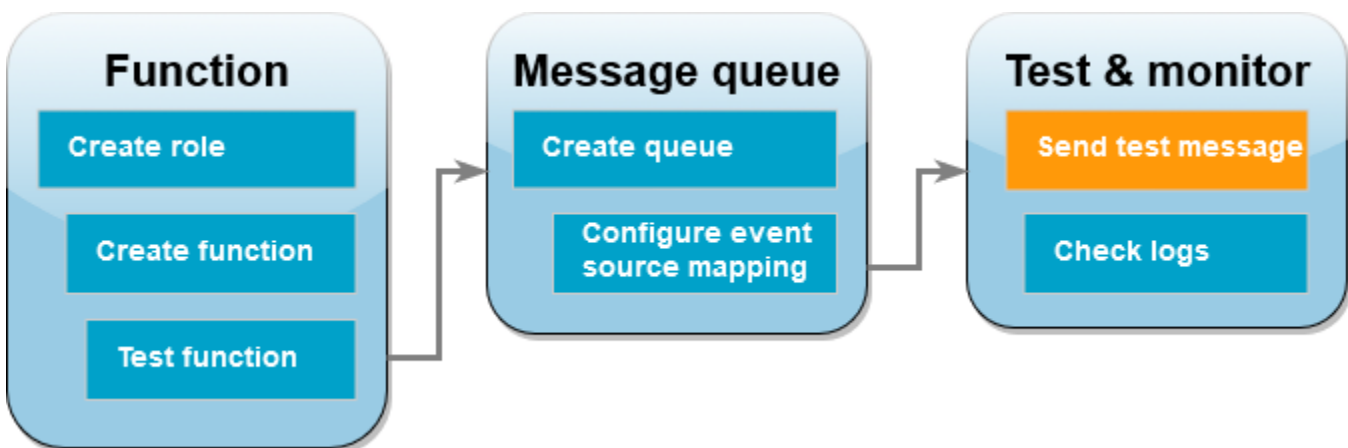 Function
Create role
Create function
Test function
Message queue
Create queue
Configure event
source mapping
Test & monitor
Send test message
Check logs